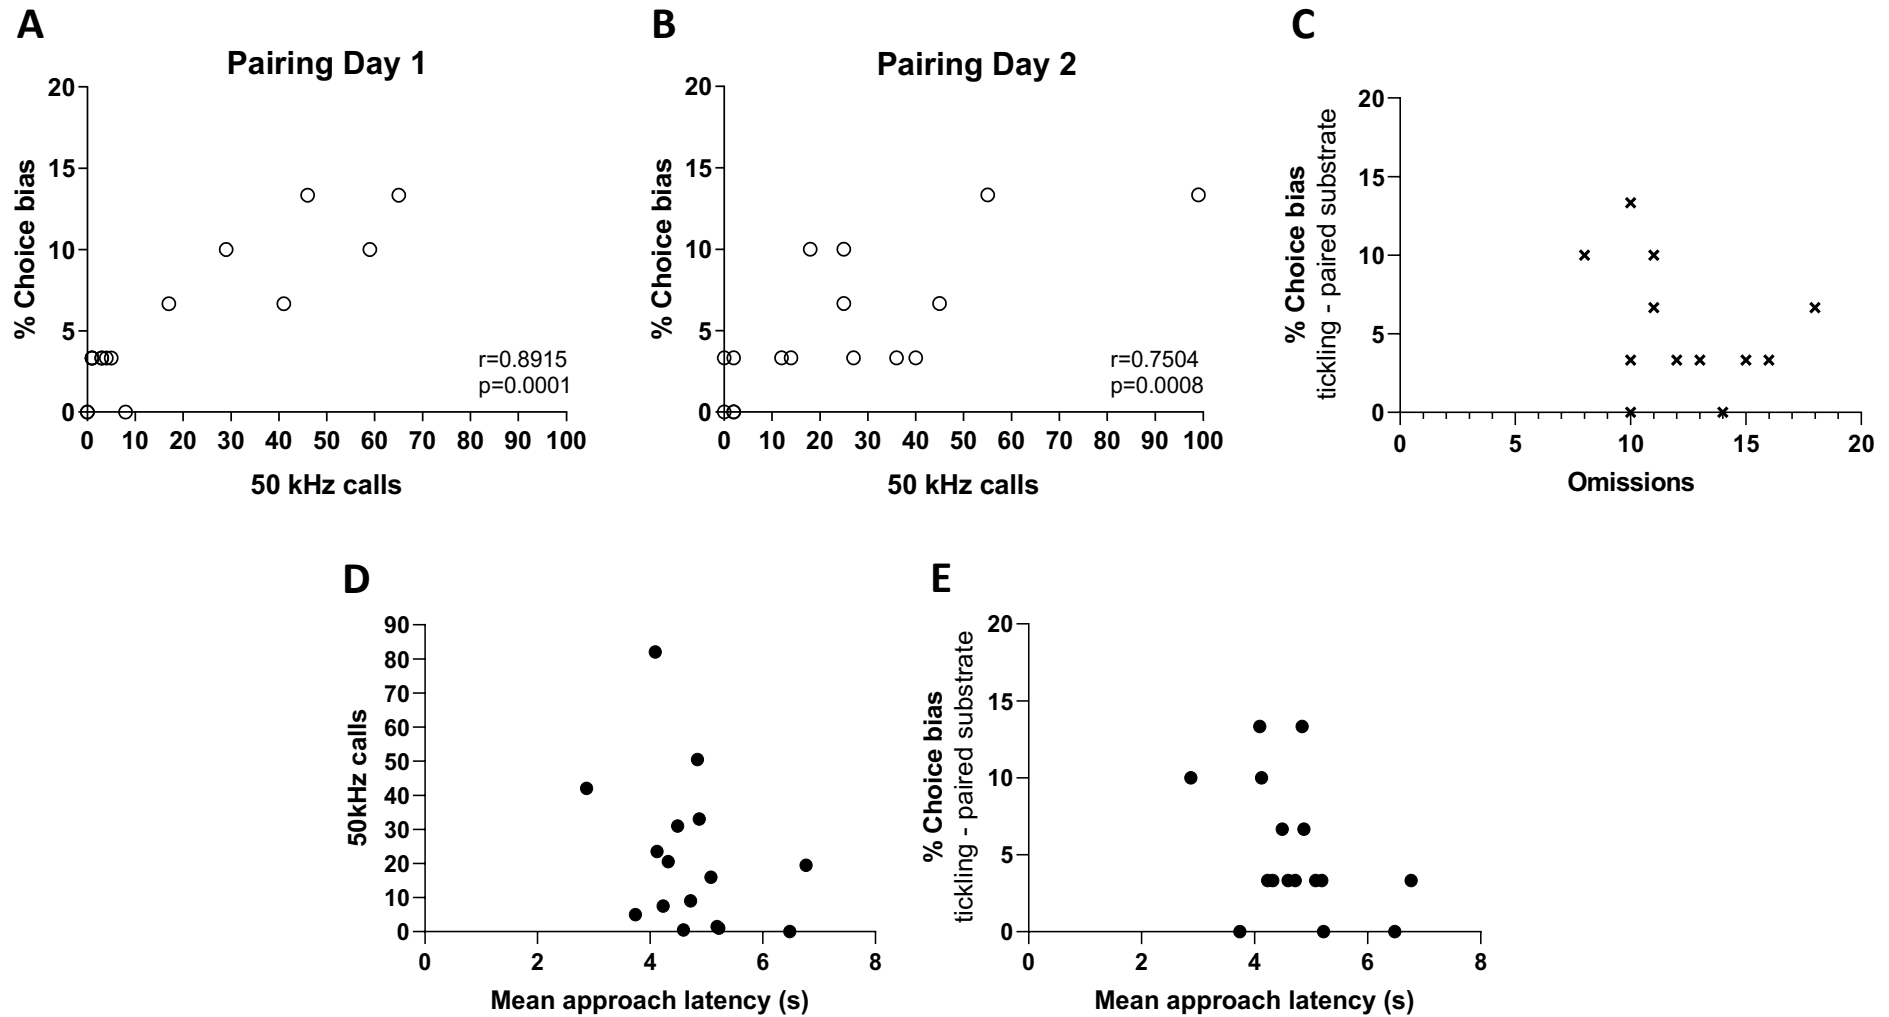 A
Pairing Day 1
% Choice bias
20
15
10
5
0
r=0.8915
p=0.0001
0 10 20 30 40 50 60 70 80 90 100
50 kHz calls
B
Pairing Day 2
% Choice bias
20
15
10
5
0
r=0.7504
p=0.0008
0 10 20 30 40 50 60 70 80 90 100
50 kHz calls
C
% Choice bias
tickling - paired substrate
20
15
10
5
0
0 5 10 15 20
Omissions
D
50kHz calls
90
80
70
60
50
40
30
20
10
0
0 2 4 6 8
Mean approach latency (s)
E
% Choice bias
tickling - paired substrate
20
15
10
5
0
0 2 4 6 8
Mean approach latency (s)